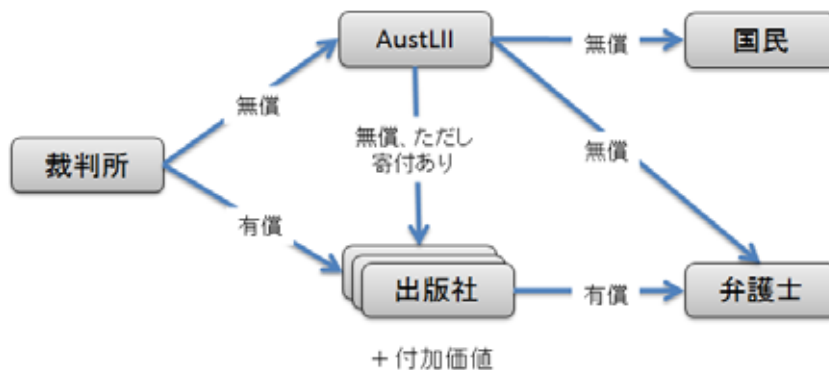 AustLII
無償
国民
無償
無償、ただし
寄付あり
無償
裁判所
有償
出版社
有償
弁護士
+付加価値